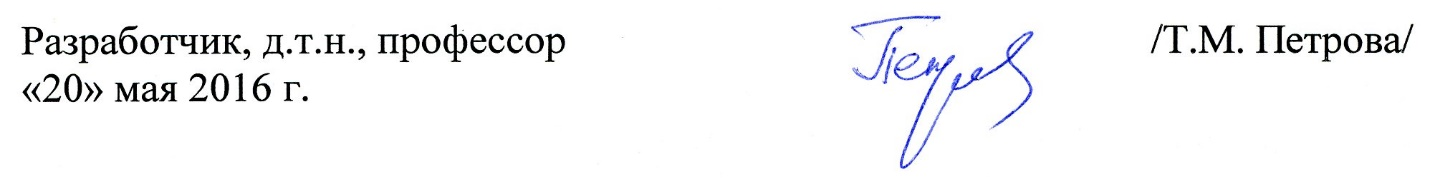 Разработчик, д.т.н., профессор /Т.М. Петрова/
«20» мая 2016 г.